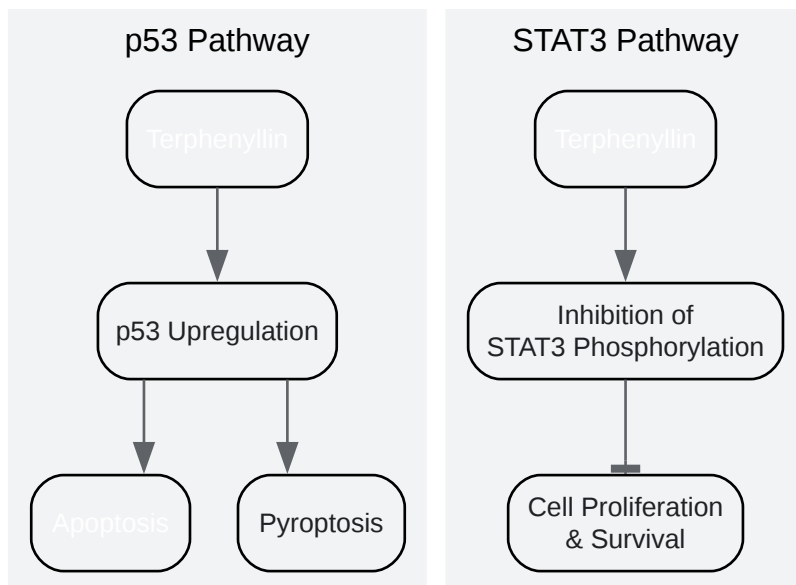 p53 Pathway
Terphenyllin
p53 Upregulation
Apoptosis
Pyroptosis
STAT3 Pathway
Terphenyllin
Inhibition of
STAT3 Phosphorylation
Cell Proliferation
& Survival